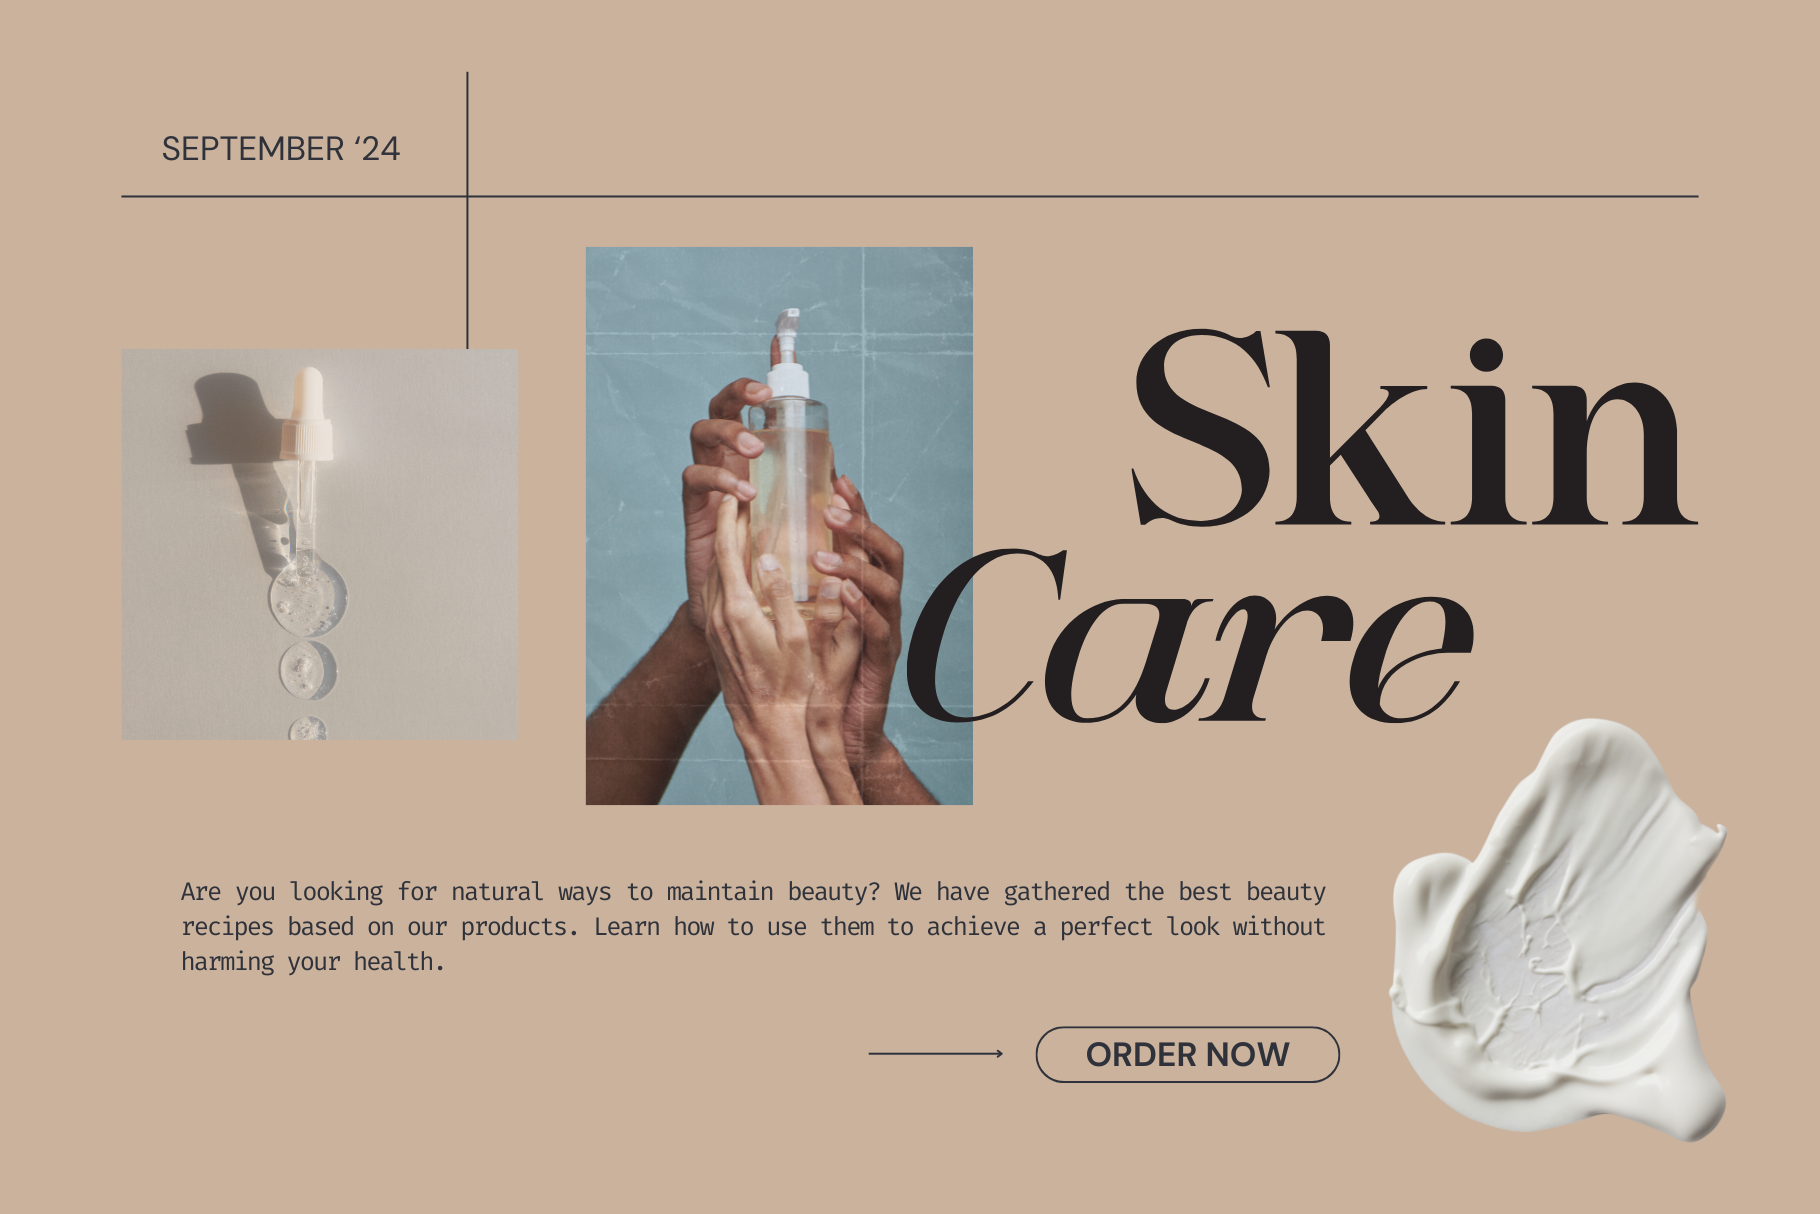 SEPTEMBER ‘24
Skin
Care
Are you looking for natural ways to maintain beauty? We have gathered the best beauty
recipes based on our products. Learn how to use them to achieve a perfect look without
harming your health.
ORDER NOW